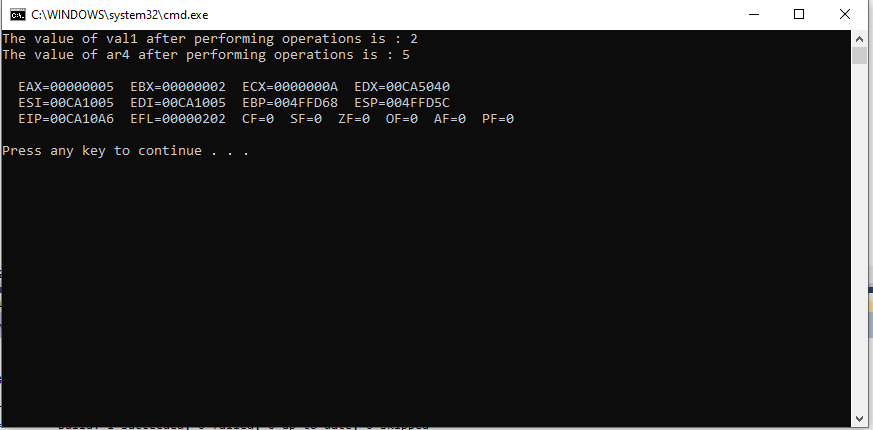 C:\WINDOWS\system32\cmd.exe
The value of val1 after performing operations is : 2
The value of ar4 after performing operations is : 5
EAX=00000005  EBX=00000002  ECX=0000000A  EDX=00CA5040
ESI=00CA1005  EDI=00CA1005  EBP=004FFD68  ESP=004FFD5C
EIP=00CA10A6  EFL=00000202  CF=0  SF=0  ZF=0  OF=0  AF=0  PF=0
Press any key to continue . . .